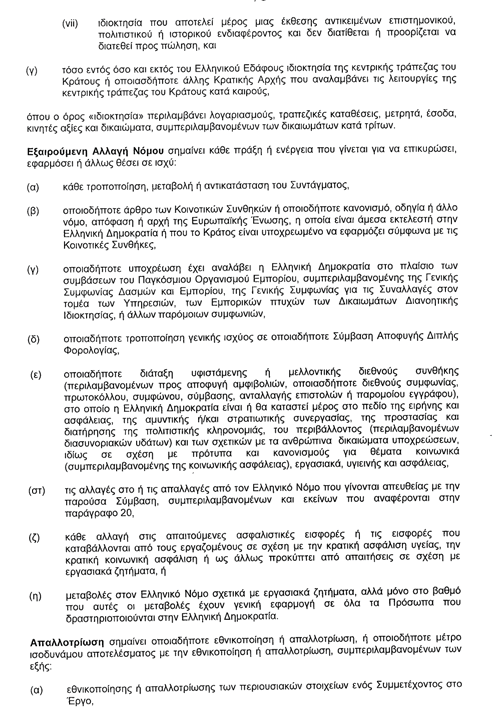 (vii) ιδιοκτησία που αποτελεί μέρος μιας έκθεσης αντικειμένων επιστημονικού,
πολιτιστικού ή ιστορικού ενδιαφέροντος και δεν διατίθεται ή προορίζεται να
διατεθεί προς πώληση, και
(γ) τόσο εντός όσο και εκτός του Ελληνικού Εδάφους ιδιοκτησία της κεντρικής τράπεζας του
Κράτους ή οποιασδήποτε άλλης Κρατικής Αρχής που αναλαμβάνει τις λειτουργίες της
κεντρικής τράπεζας του Κράτους κατά καιρούς,
όπου ο όρος «ιδιοκτησία» περιλαμβάνει λογαριασμούς, τραπεζικές καταθέσεις, μετρητά, έσοδα,
κινητές αξίες και δικαιώματα, συμπεριλαμβανομένων των δικαιωμάτων κατά τρίτων.
Εξαιρούμενη Αλλαγή Νόμου σημαίνει κάθε πράξη ή ενέργεια που γίνεται για να επικυρώσει,
εφαρμόσει ή άλλως θέσει σε ισχύ:
(α) κάθε τροποποίηση, μεταβολή ή αντικατάσταση του Συντάγματος,
(β) οποιοδήποτε άρθρο των Κοινοτικών Συνθηκών ή οποιοδήποτε κανονισμό, οδηγία ή άλλο
νόμο, απόφαση ή αρχή της Ευρωπαϊκής Ένωσης, η οποία είναι άμεσα εκτελεστή στην
Ελληνική Δημοκρατία ή που το Κράτος είναι υποχρεωμένο να εφαρμόζει σύμφωνα με τις
Κοινοτικές Συνθήκες,
(γ) οποιαδήποτε υποχρέωση έχει αναλάβει η Ελληνική Δημοκρατία στο πλαίσιο των
συμβάσεων του Παγκόσμιου Οργανισμού Εμπορίου, συμπεριλαμβανομένης της Γενικής
Συμφωνίας Δασμών και Εμπορίου, της Γενικής Συμφωνίας για τις Συναλλαγές στον
τομέα των Υπηρεσιών, των Εμπορικών πτυχών των Δικαιωμάτων Διανοητικής
Ιδιοκτησίας, ή άλλων παρόμοιων συμφωνιών,
(δ) οποιαδήποτε τροποποίηση γενικής ισχύος σε οποιαδήποτε Σύμβαση Αποφυγής Διπλής
Φορολογίας,
(ε) οποιαδήποτε διάταξη υφιστάμενης ή μελλοντικής διεθνούς συνθήκης
(περιλαμβανομένων προς αποφυγή αμφιβολιών, οποιασδήποτε διεθνούς συμφωνίας,
πρωτοκόλλου, συμφώνου, σύμβασης, ανταλλαγής επιστολών ή παρομοίου εγγράφου),
στο οποίο η Ελληνική Δημοκρατία είναι ή θα καταστεί μέρος στο πεδίο της ειρήνης και
ασφάλειας, της αμυντικής ή/και στρατιωτικής συνεργασίας, της προστασίας και
διατήρησης της πολιτιστικής κληρονομιάς, του περιβάλλοντος (περιλαμβανομένων
διασυνοριακών υδάτων) και των σχετικών με τα ανθρώπινα δικαιώματα υποχρεώσεων,
ιδίως σε σχέση με πρότυπα και κανονισμούς για θέματα κοινωνικά
(συμπεριλαμβανομένης της κοινωνικής ασφάλειας), εργασιακά, υγιεινής και ασφάλειας,
(στ) τις αλλαγές στο ή τις απαλλαγές από τον Ελληνικό Νόμο που γίνονται απευθείας με την
παρούσα Σύμβαση, συμπεριλαμβανομένων και εκείνων που αναφέρονται στην
παράγραφο 20,
(ζ) κάθε αλλαγή στις απαιτούμενες ασφαλιστικές εισφορές ή τις εισφορές που
καταβάλλονται από τους εργαζομένους σε σχέση με την κρατική ασφάλιση υγείας, την
κρατική κοινωνική ασφάλιση ή ως άλλως προκύπτει από απαιτήσεις σε σχέση με
εργασιακά ζητήματα, ή
(η) μεταβολές στον Ελληνικό Νόμο σχετικά με εργασιακά ζητήματα, αλλά μόνο στο βαθμό
που αυτές οι μεταβολές έχουν γενική εφαρμογή σε όλα τα Πρόσωπα που
δραστηριοποιούνται στην Ελληνική Δημοκρατία.
Απαλλοτρίωση σημαίνει οποιαδήποτε εθνικοποίηση ή απαλλοτρίωση, ή οποιοδήποτε μέτρο
ισοδυνάμου αποτελέσματος με την εθνικοποίηση ή απαλλοτρίωση, συμπεριλαμβανομένων των
εξής:
(α) εθνικοποίησης ή απαλλοτρίωσης των περιουσιακών στοιχείων ενός Συμμετέχοντος στο
Έργο,